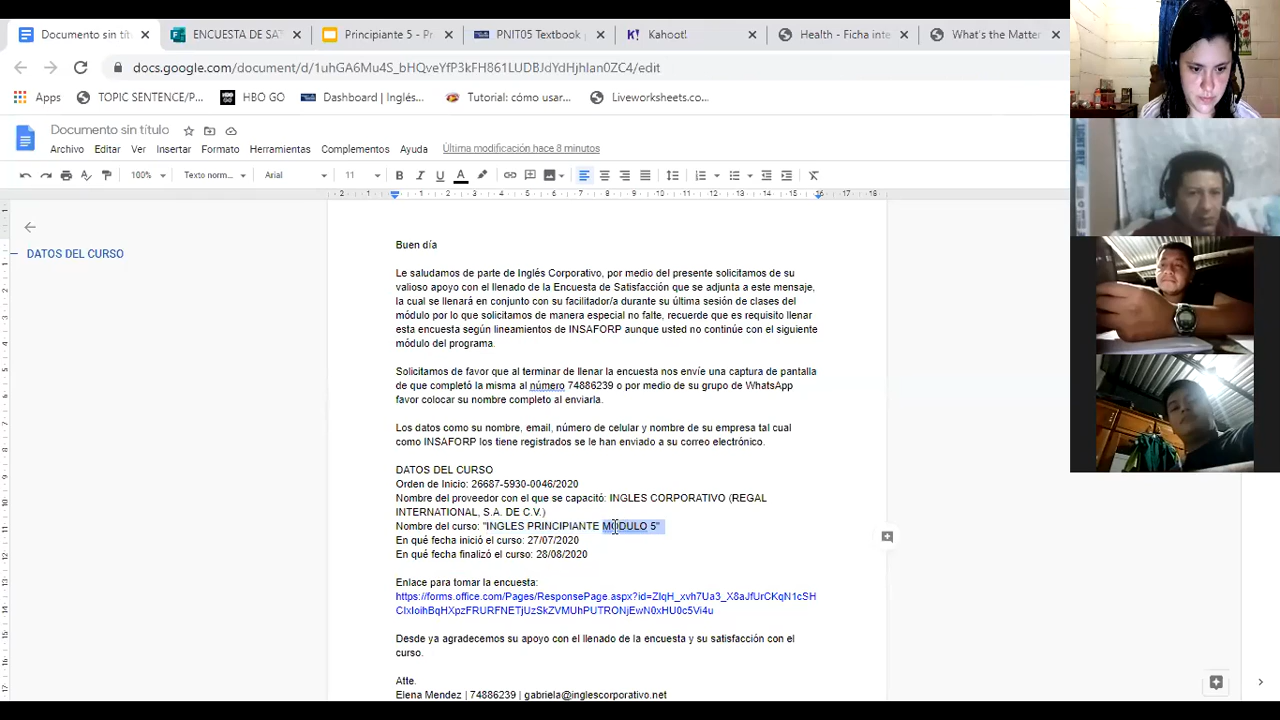 Documento sin tít
ENCUESTA DE SAT
Principiante 5 - Pr
PNIT05 Textbook
Kahoot!
Health - Ficha inte
What's the Matter
docs.google.com/document/d/1uhGA6Mu4S_bHQveYfP3kFH861LUDBJdYdHjhlan0ZC4/edit
Apps
TOPIC SENTENCE/P...
HBO GO
Dashboard | Inglés...
Tutorial: cómo usar...
Liveworksheets.co...
Documento sin título
Archivo Editar Ver Insertar Formato Herramientas Complementos Ayuda Última modificación hace 8 minutos
100% Texto norm... Arial 11
DATOS DEL CURSO
Buen día
Le saludamos de parte de Inglés Corporativo, por medio del presente solicitamos de su
valioso apoyo con el llenado de la Encuesta de Satisfacción que se adjunta a este mensaje,
la cual se llenará en conjunto con su facilitador/a durante su última sesión de clases del
módulo por lo que solicitamos de manera especial no falte, recuerde que es requisito llenar
esta encuesta según lineamientos de INSAFORP aunque usted no continúe con el siguiente
módulo del programa.
Solicitamos de favor que al terminar de llenar la encuesta nos envíe una captura de pantalla
de que completó la misma al número 74886239 o por medio de su grupo de WhatsApp
favor colocar su nombre completo al enviarla.
Los datos como su nombre, email, número de celular y nombre de su empresa tal cual
como INSAFORP los tiene registrados se le han enviado a su correo electrónico.
DATOS DEL CURSO
Orden de Inicio: 26687-5930-0046/2020
Nombre del proveedor con el que se capacitó: INGLES CORPORATIVO (REGAL
INTERNATIONAL, S.A. DE C.V.)
Nombre del curso: "INGLES PRINCIPIANTE MÓDULO 5"
En qué fecha inició el curso: 27/07/2020
En qué fecha finalizó el curso: 28/08/2020
Enlace para tomar la encuesta:
https://forms.office.com/Pages/ResponsePage.aspx?id=ZIqH_xvh7Ua3_X8aJfUrCKqN1cSH
CIxIoihBqHXpzFRURFNETjUzSkZVMUhPUTRONjEwN0xHU0c5Vi4u
Desde ya agradecemos su apoyo con el llenado de la encuesta y su satisfacción con el
curso.
Atte.
Elena Mendez | 74886239 | gabriela@inglescorporativo.net